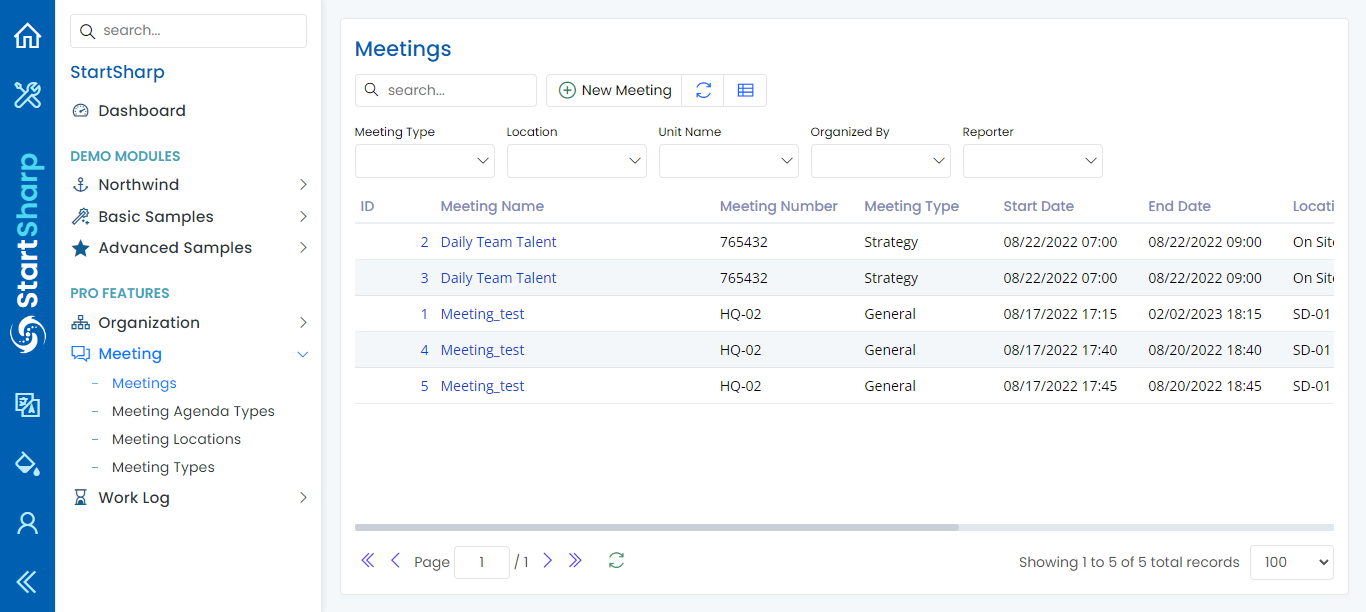 search...
StartSharp
Dashboard
DEMO MODULES
Northwind
Basic Samples
Advanced Samples
PRO FEATURES
Organization
Meeting
Meetings
Meeting Agenda Types
Meeting Locations
Meeting Types
Work Log
StartSharp
Meetings
search...
New Meeting
Meeting Type Location Unit Name Organized By Reporter
ID Meeting Name Meeting Number Meeting Type Start Date End Date Locati
2 Daily Team Talent 765432 Strategy 08/22/2022 07:00 08/22/2022 09:00 On Site
3 Daily Team Talent 765432 Strategy 08/22/2022 07:00 08/22/2022 09:00 On Site
1 Meeting_test HQ-02 General 08/17/2022 17:15 02/02/2023 18:15 SD-01
4 Meeting_test HQ-02 General 08/17/2022 17:40 08/20/2022 18:40 SD-01
5 Meeting_test HQ-02 General 08/17/2022 17:45 08/20/2022 18:45 SD-01
Page 1 / 1
Showing 1 to 5 of 5 total records 100